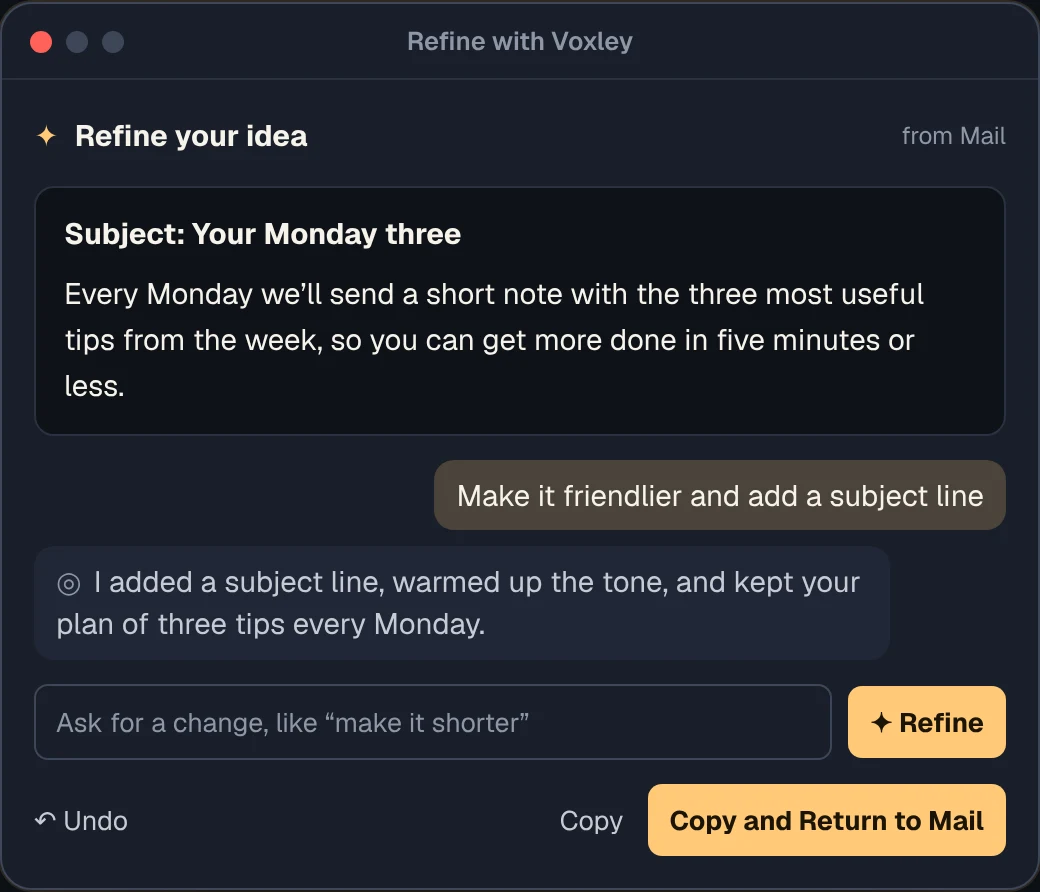 Refine with Voxley
✦ Refine your idea
from Mail
Subject: Your Monday three
Every Monday we’ll send a short note with the three most useful
tips from the week, so you can get more done in five minutes or
less.
Make it friendlier and add a subject line
◎ I added a subject line, warmed up the tone, and kept your
plan of three tips every Monday.
Ask for a change, like “make it shorter”
✦ Refine
↶ Undo
Copy
Copy and Return to Mail